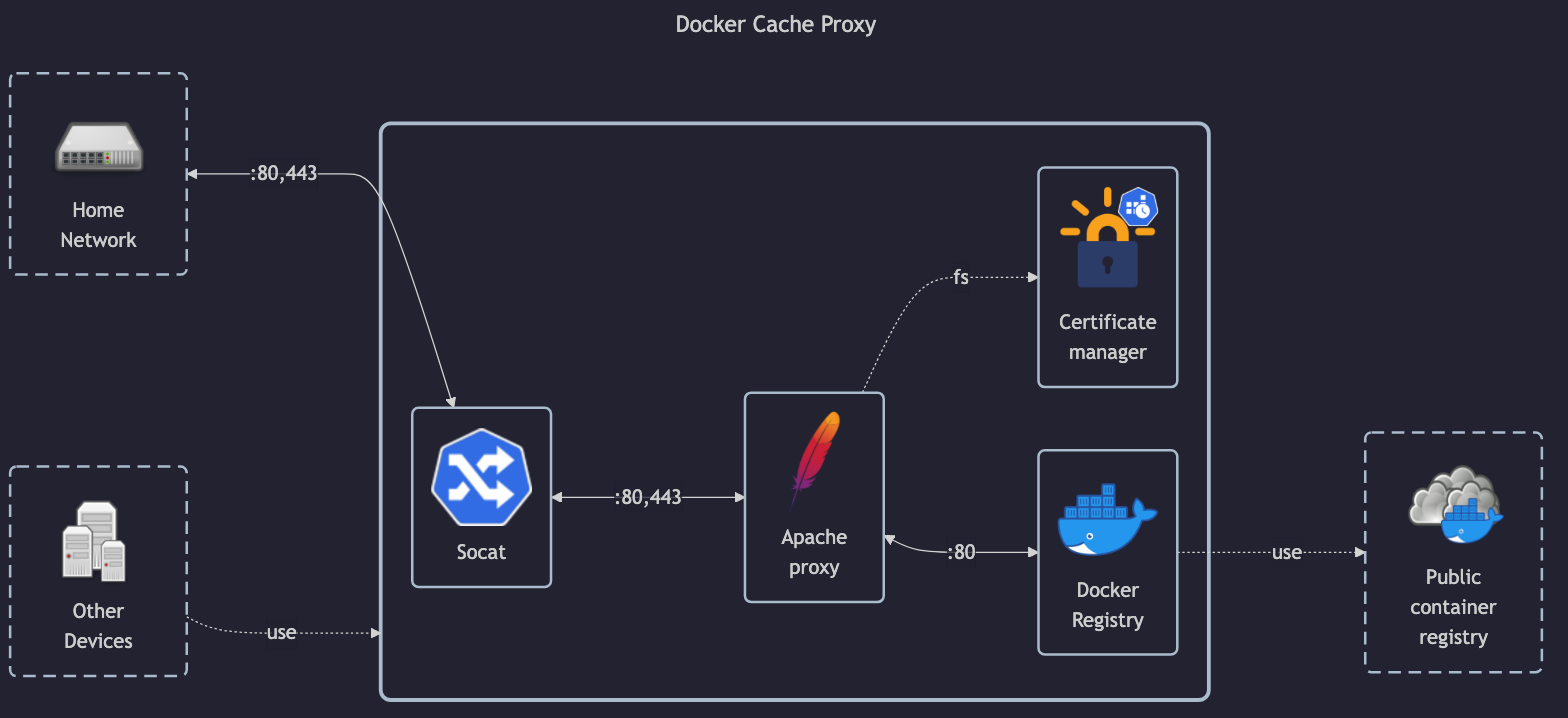 Docker Cache Proxy
Home
Network
:80,443
Certificate
manager
fs
Socat
:80,443
Apache
proxy
:80
Docker
Registry
use
Public
container
registry
Other
Devices
use